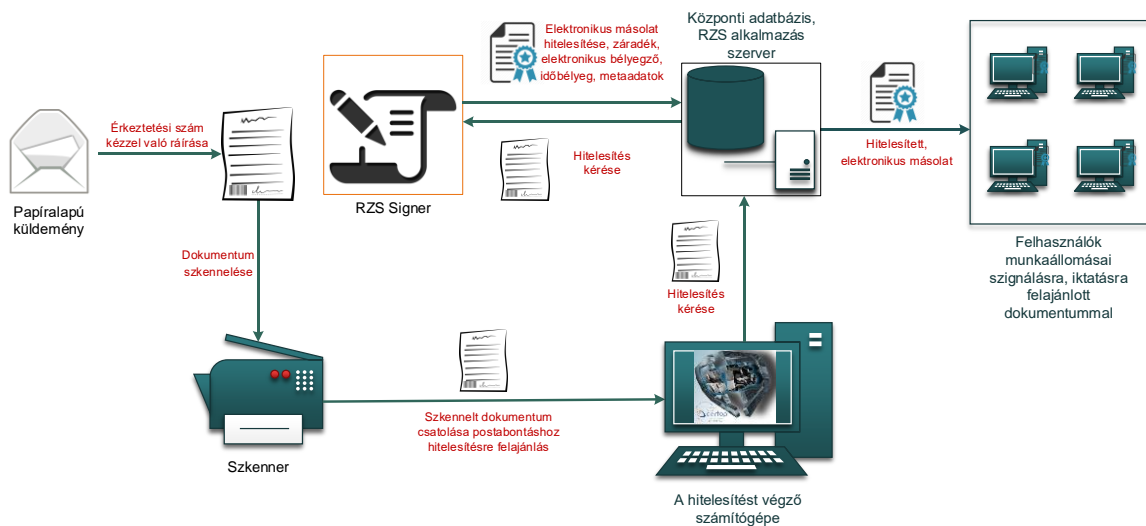 Központi adatbázis,
RZS alkalmazás
szerver
Elektronikus másolat
hitelesítése, záradék,
elektronikus bélyegző,
időbélyeg, metaadatok
Érkeztetési szám
kézzel való ráírása
Hitelesítés
kérése
Hitelesített,
elektronikus másolat
Papíralapú
küldemény
RZS Signer
Dokumentum
szkennelése
Hitelesítés
kérése
Felhasználók
munkaállomásai
szignálásra, iktatásra
felajánlott
dokumentummal
Szkennelt dokumentum
csatolása postabontáshoz
hitelesítésre felajánlás
certop
Szkenner
A hitelesítést végző
számítógépe